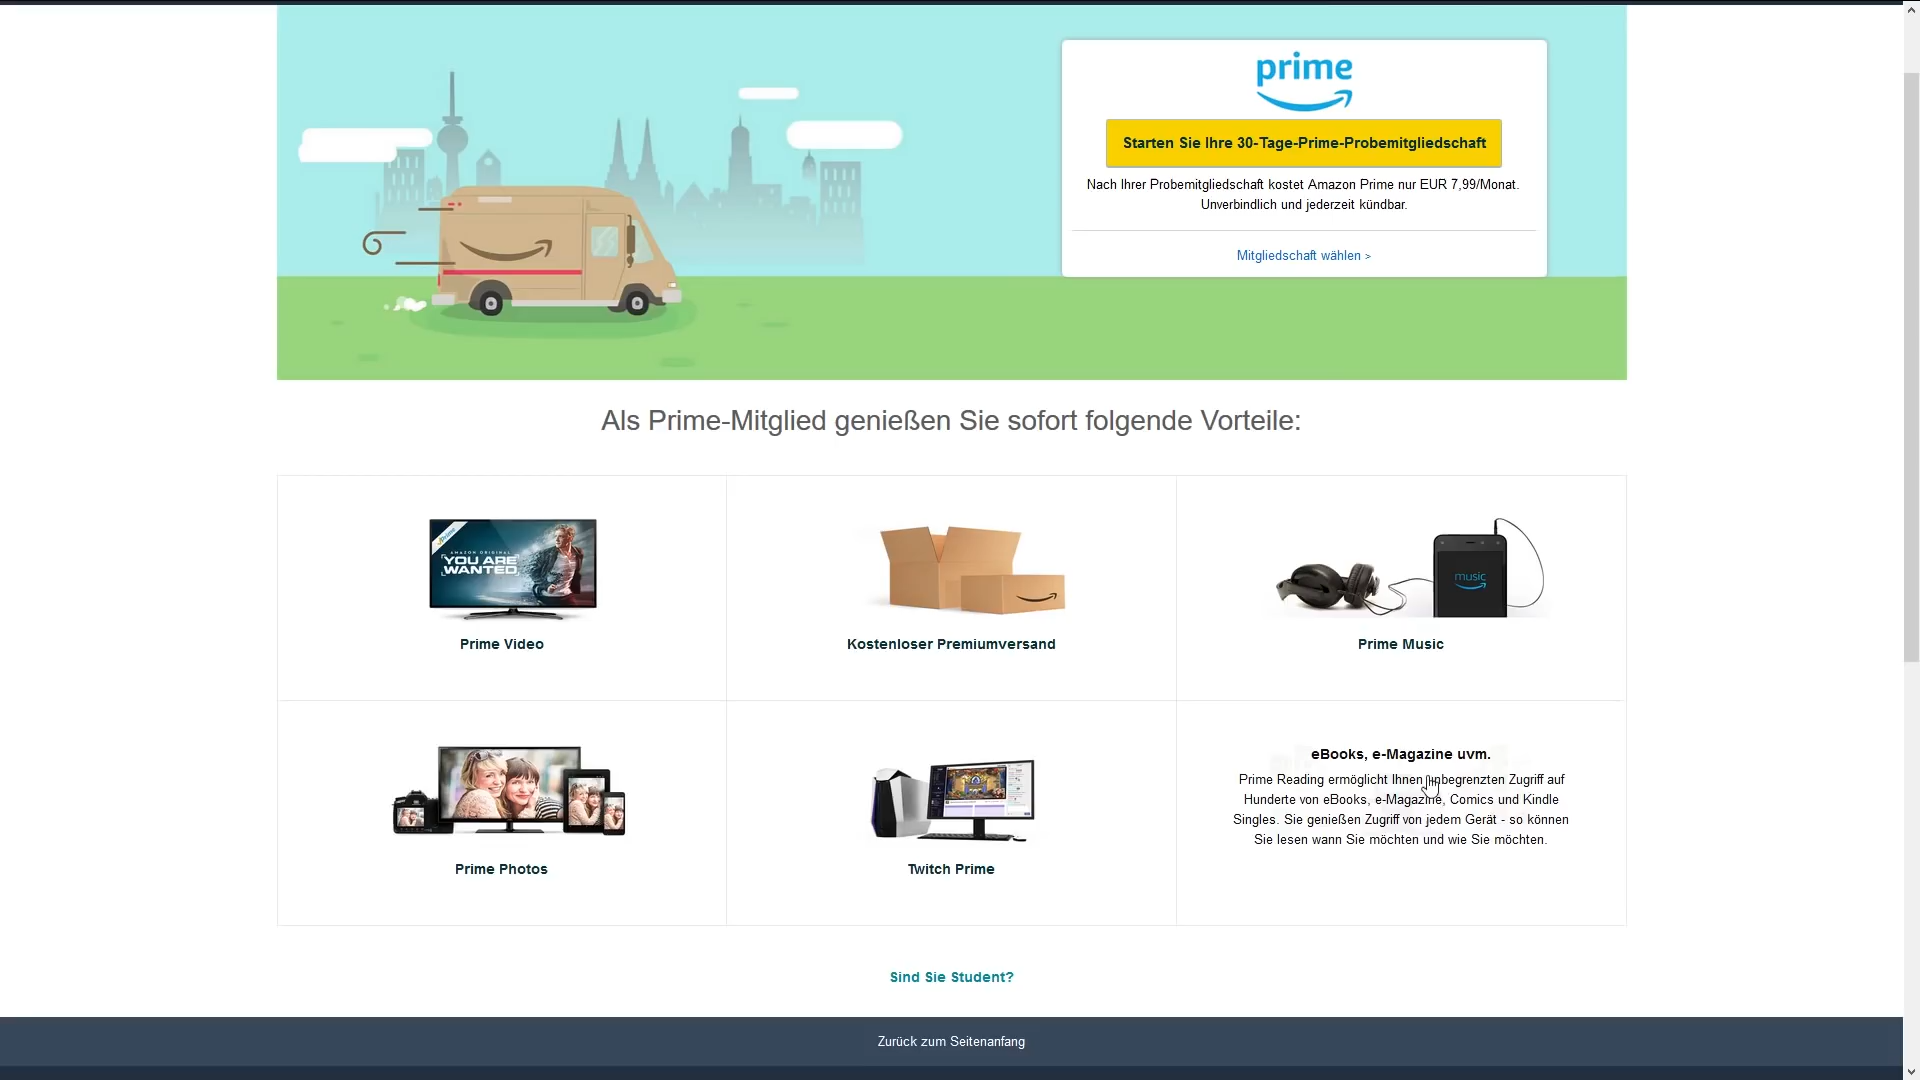 prime
Starten Sie Ihre 30-Tage-Prime-Probemitgliedschaft
Nach Ihrer Probemitgliedschaft kostet Amazon Prime nur EUR 7,99/Monat.
Unverbindlich und jederzeit kündbar.
Mitgliedschaft wählen >
Als Prime-Mitglied genießen Sie sofort folgende Vorteile:
Prime
AMAZON ORIGINAL
YOU ARE
WANTED
music
Prime Video
Kostenloser Premiumversand
Prime Music
eBooks, e-Magazine uvm.
Prime Reading ermöglicht Ihnen unbegrenzten Zugriff auf
Hunderte von eBooks, e-Magazine, Comics und Kindle
Singles. Sie genießen Zugriff von jedem Gerät - so können
Sie lesen wann Sie möchten und wie Sie möchten.
Prime Photos
Twitch Prime
Sind Sie Student?
Zurück zum Seitenanfang